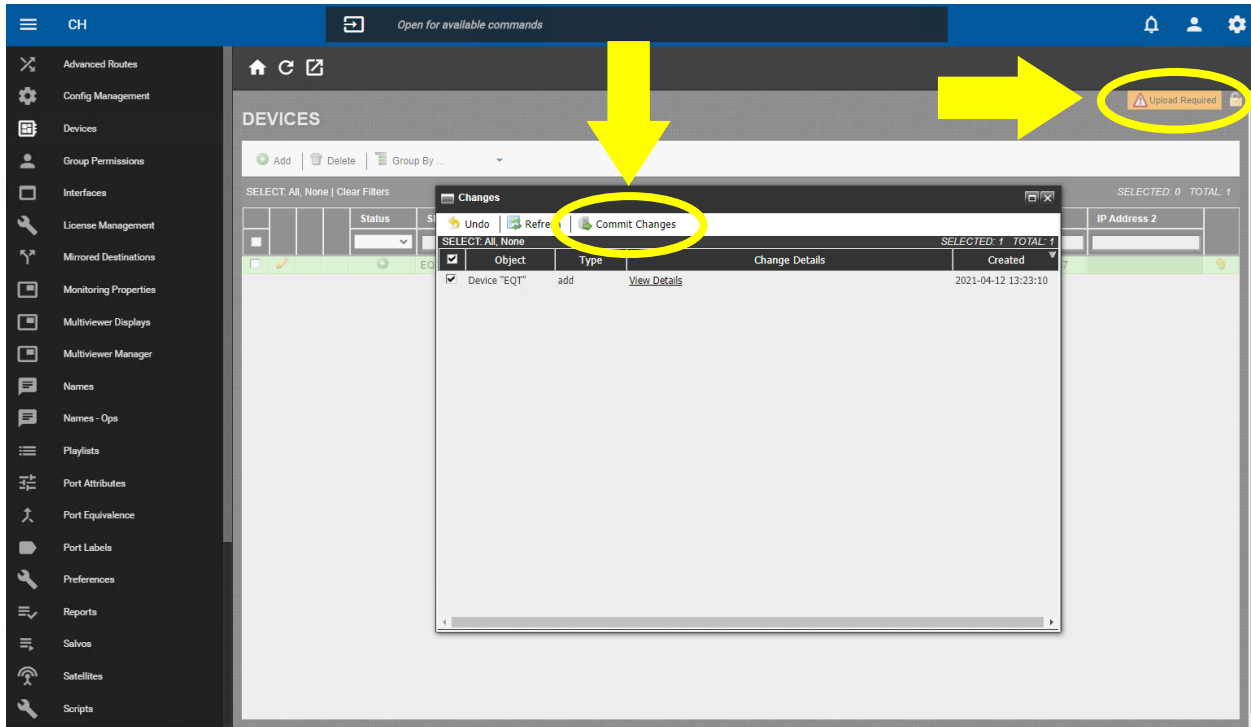 CH
Open for available commands
Advanced Routes
Config Management
Devices
Group Permissions
Interfaces
License Management
Mirrored Destinations
Monitoring Properties
Multiviewer Displays
Multiviewer Manager
Names
Names - Ops
Playlists
Port Attributes
Port Equivalence
Port Labels
Preferences
Reports
Salvos
Satellites
Scripts
Upload Required
DEVICES
Add Delete Group By ...
SELECT: All, None | Clear Filters SELECTED: 0 TOTAL: 1
Status IP Address 2
EQ 7
Changes
Undo Refresh Commit Changes
SELECT: All, None SELECTED: 1 TOTAL: 1
Object Type Change Details Created
Device "EQT" add View Details 2021-04-12 13:23:10